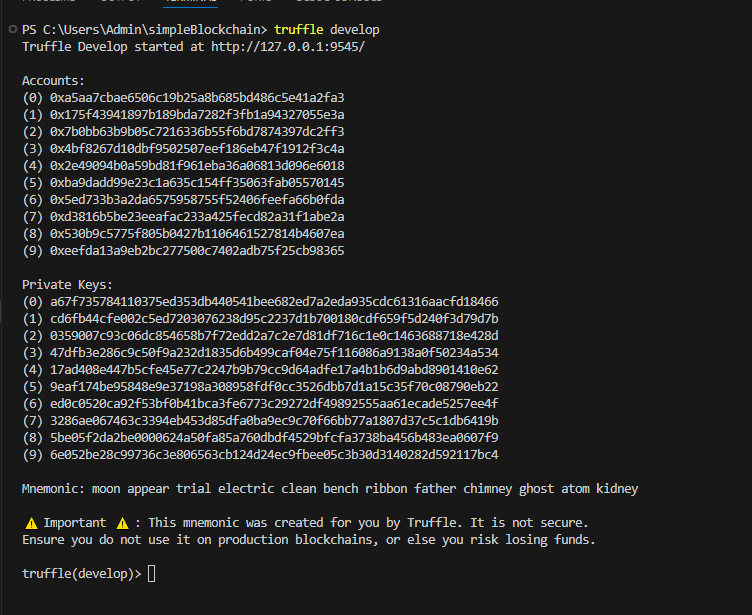 PS C:\Users\Admin\simpleBlockchain> truffle develop
Truffle Develop started at http://127.0.0.1:9545/
Accounts:
(0) 0xa5aa7cbae6506c19b25a8b685bd486c5e41a2fa3
(1) 0x175f43941897b189bda7282f3fb1a94327055e3a
(2) 0x7b0bb63b9b05c7216336b55f6bd7874397dc2ff3
(3) 0x4bf8267d10dbf9502507eef186eb47f1912f3c4a
(4) 0x2e49094b0a59bd81f961eba36a06813d096e6018
(5) 0xba9dadd99e23c1a635c154ff35063fab05570145
(6) 0x5ed733b3a2da6575958755f52406feefa66b0fda
(7) 0xd3816b5be23eeafac233a425fecd82a31f1abe2a
(8) 0x530b9c5775f805b0427b1106461527814b4607ea
(9) 0xeefda13a9eb2bc277500c7402adb75f25cb98365
Private Keys:
(0) a67f735784110375ed353db440541bee682ed7a2eda935cdc61316aacfd18466
(1) cd6fb44cfe002c5ed7203076238d95c2237d1b700180cdf659f5d240f3d79d7b
(2) 0359007c93c06dc854658b7f72edd2a7c2e7d81df716c1e0c1463688718e428d
(3) 47dfb3e286c9c50f9a232d1835d6b499caf04e75f116086a9138a0f50234a534
(4) 17ad408e447b5cfe45e77c2247b9b79cc9d64adfe17a4b1b6d9abd8901410e62
(5) 9eaf174be95848e9e37198a308958fdf0cc3526dbb7d1a15c35f70c08790eb22
(6) ed0c0520ca92f53bf0b41bca3fe6773c29272df49892555aa61ecade5257ee4f
(7) 3286ae067463c3394eb453d85dfa0ba9ec9c70f66bb77a1807d37c5c1db6419b
(8) 5be05f2da2be0000624a50fa85a760dbdf4529bfcfa3738ba456b483ea0607f9
(9) 6e052be28c99736c3e806563cb124d24ec9fbee05c3b30d3140282d592117bc4
Mnemonic: moon appear trial electric clean bench ribbon father chimney ghost atom kidney
⚠️ Important ⚠️ : This mnemonic was created for you by Truffle. It is not secure.
Ensure you do not use it on production blockchains, or else you risk losing funds.
truffle(develop)>